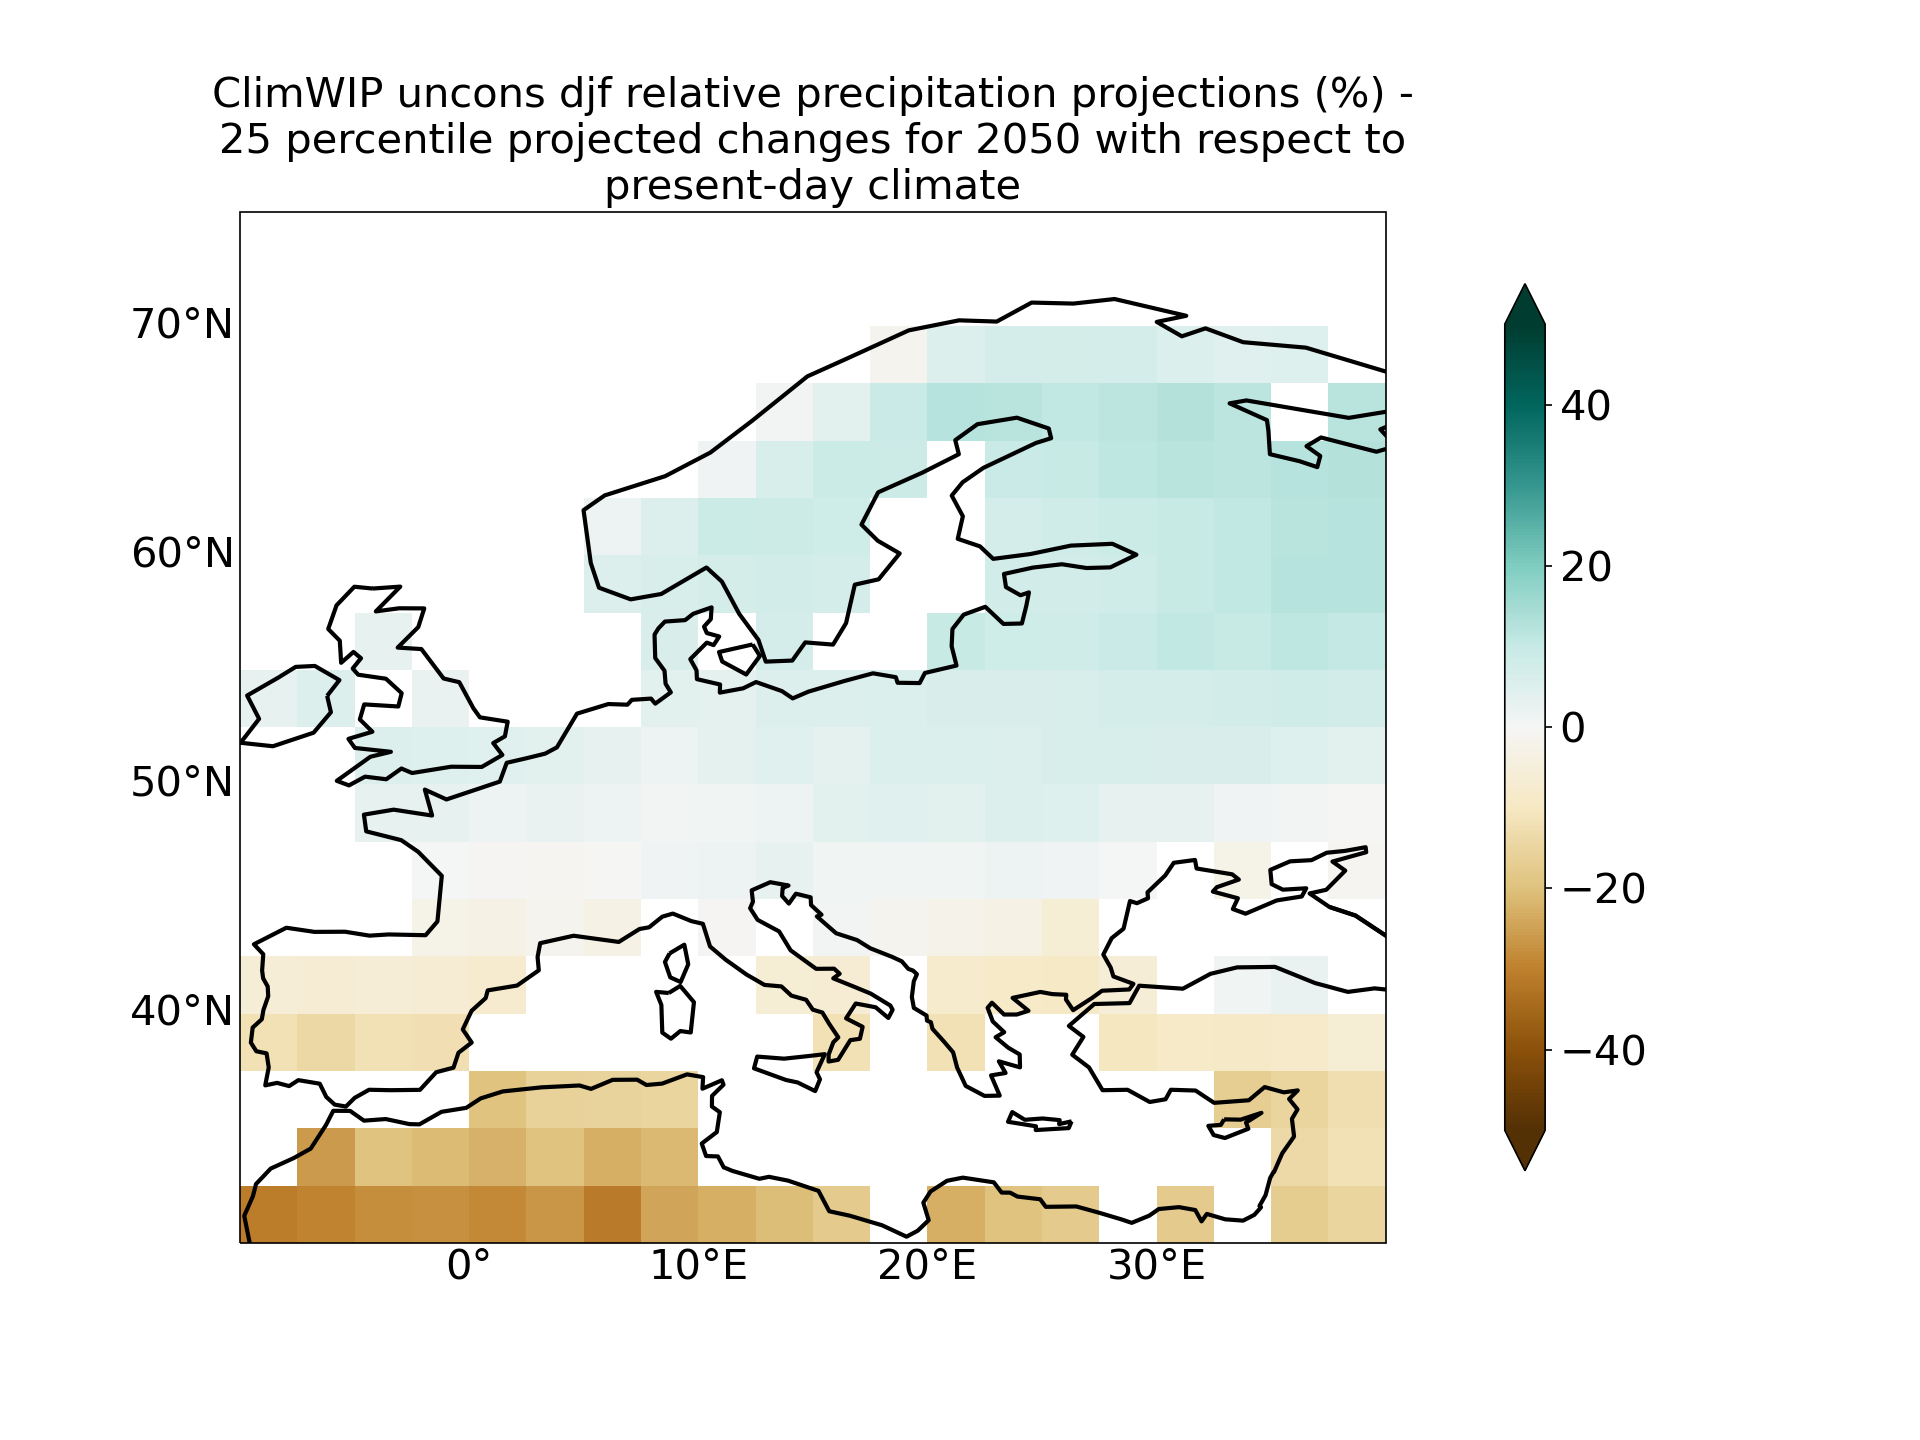 ClimWIP uncons djf relative precipitation projections (%) -
25 percentile projected changes for 2050 with respect to
present-day climate
70°N
60°N
50°N
40°N
0°
10°E
20°E
30°E
40
20
0
−20
−40